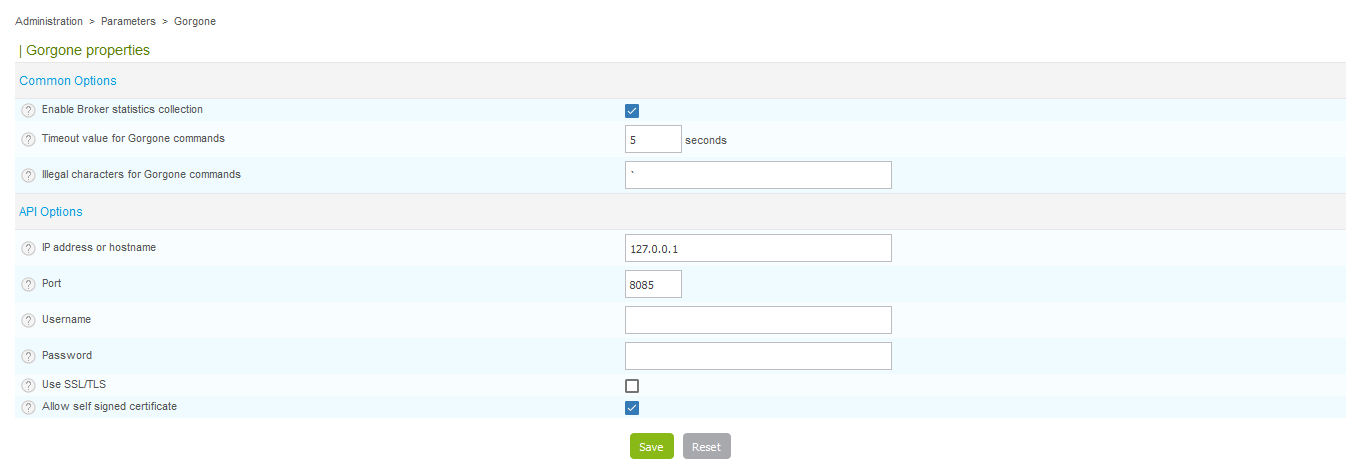 Administration > Parameters > Gorgone
| Gorgone properties
Common Options
? Enable Broker statistics collection
? Timeout value for Gorgone commands 5 seconds
? Illegal characters for Gorgone commands `
API Options
? IP address or hostname 127.0.0.1
? Port 8085
? Username
? Password
? Use SSL/TLS
? Allow self signed certificate
Save Reset